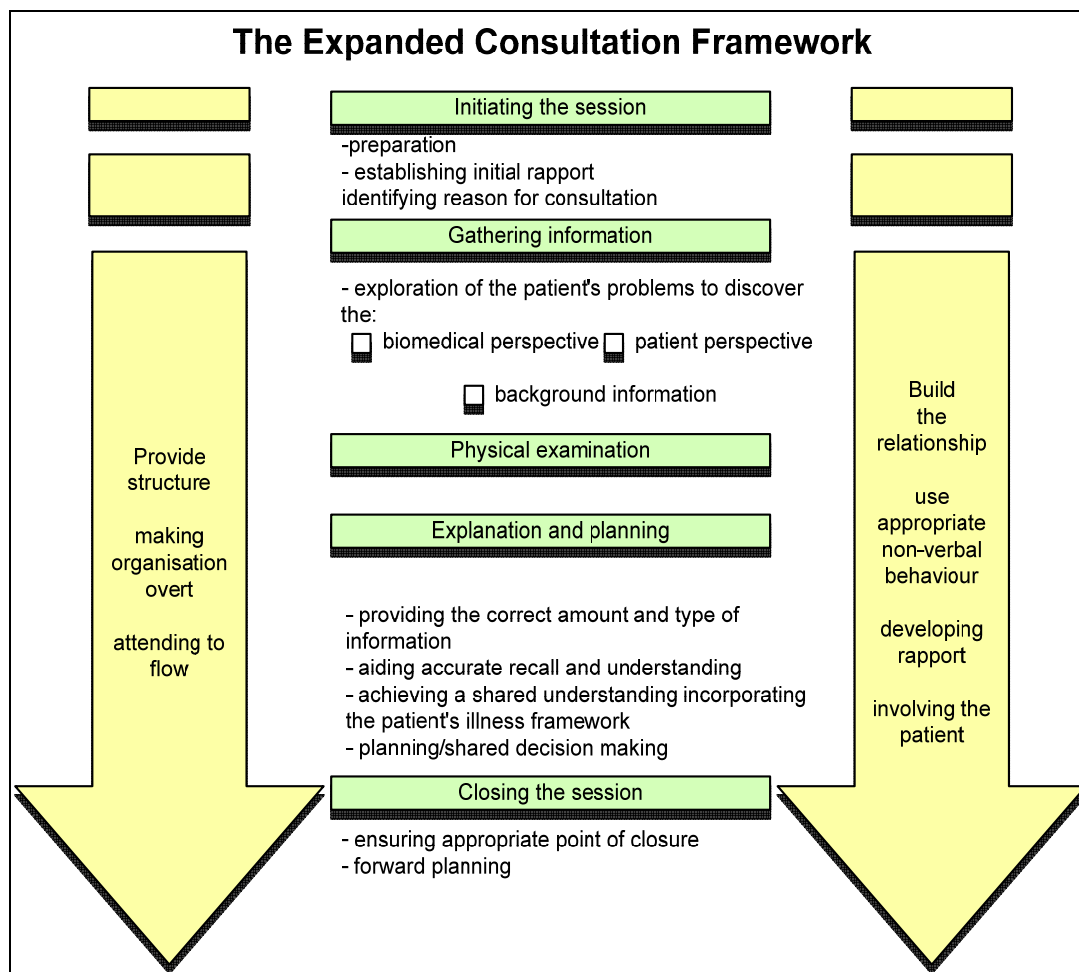 The Expanded Consultation Framework
Initiating the session
-preparation
- establishing initial rapport
identifying reason for consultation
Gathering information
- exploration of the patient's problems to discover
the:
biomedical perspective
patient perspective
background information
Physical examination
Explanation and planning
- providing the correct amount and type of
information
- aiding accurate recall and understanding
- achieving a shared understanding incorporating
the patient's illness framework
- planning/shared decision making
Closing the session
- ensuring appropriate point of closure
- forward planning
Provide
structure
making
organisation
overt
attending to
flow
Build
the
relationship
use
appropriate
non-verbal
behaviour
developing
rapport
involving the
patient